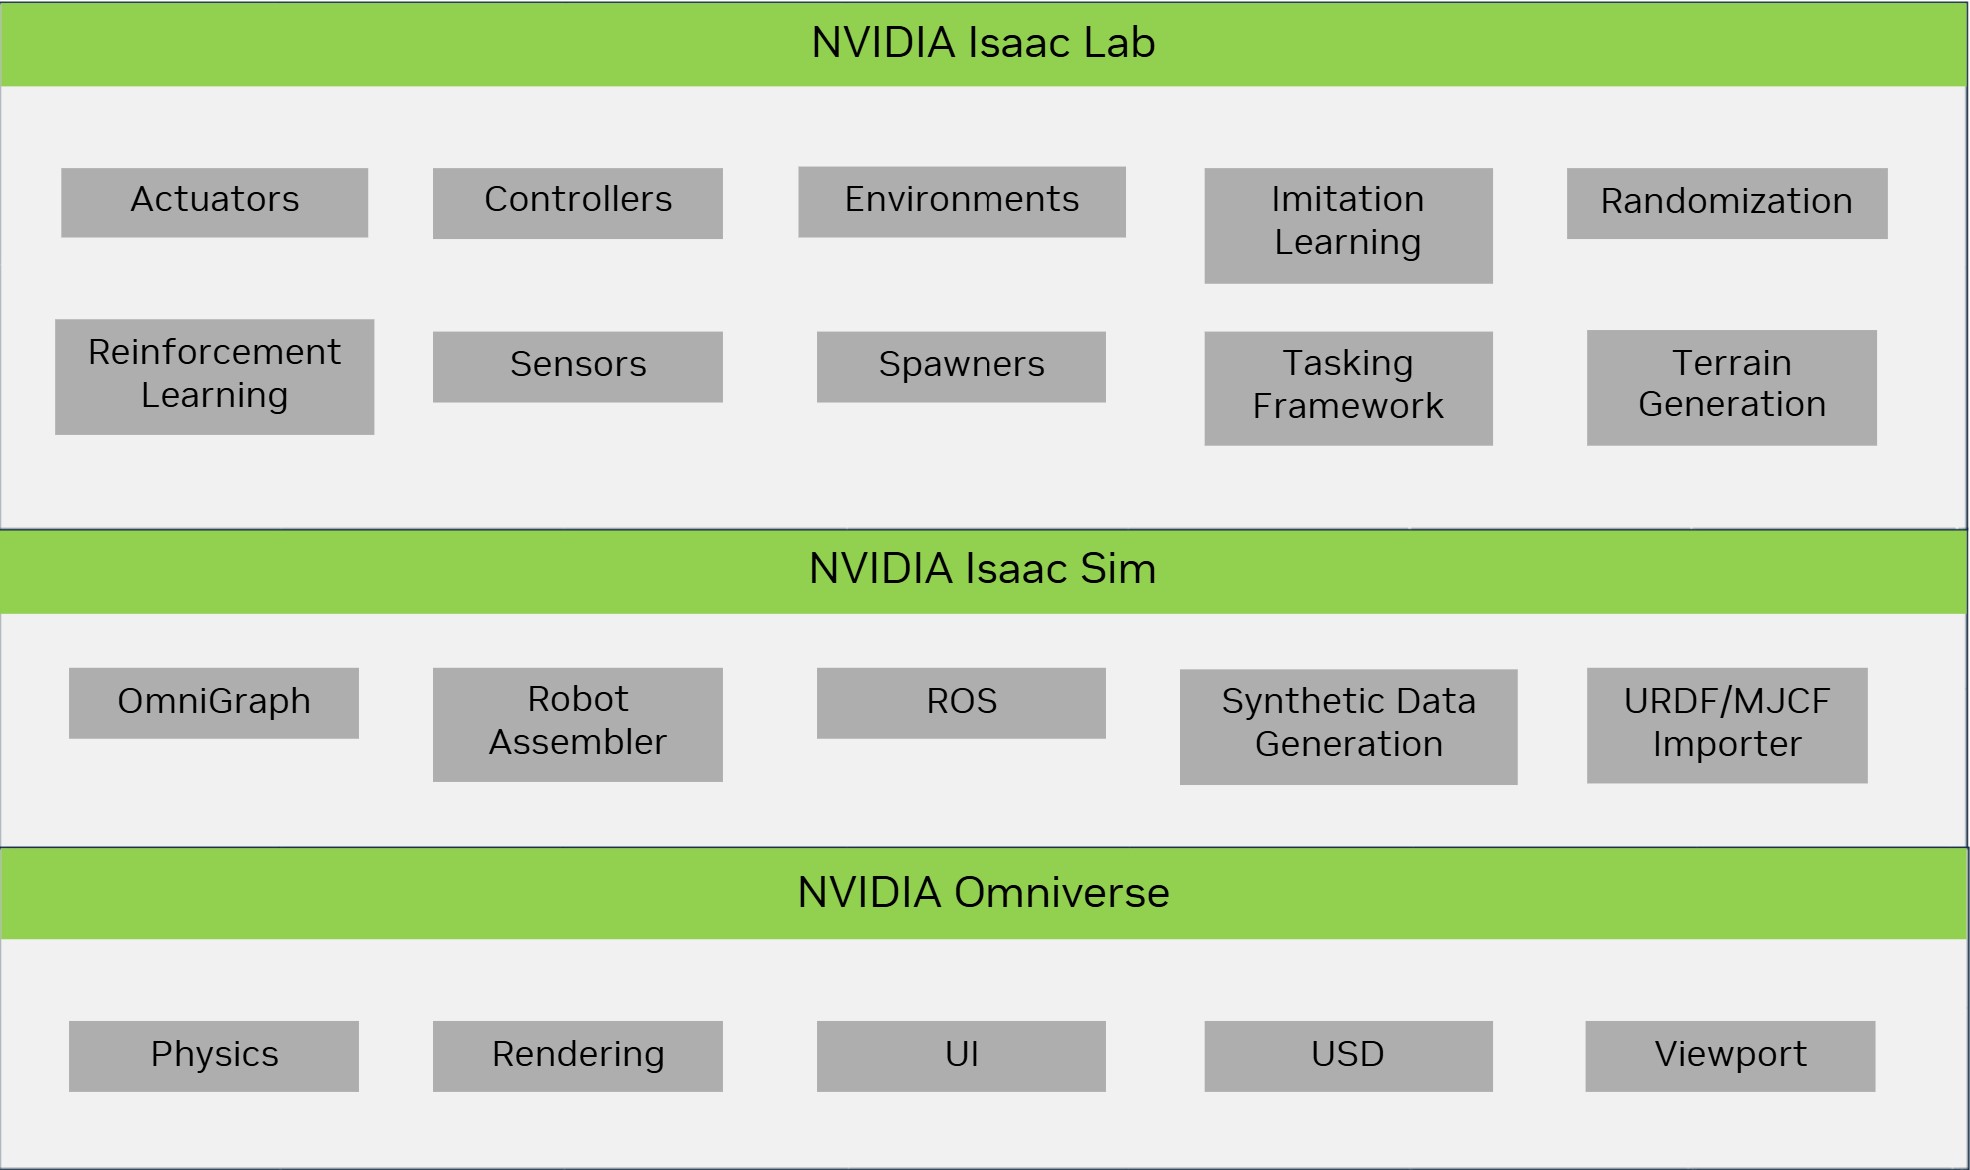 NVIDIA Isaac Lab
Actuators
Controllers
Environments
Imitation
Learning
Randomization
Reinforcement
Learning
Sensors
Spawners
Tasking
Framework
Terrain
Generation
NVIDIA Isaac Sim
OmniGraph
Robot
Assembler
ROS
Synthetic Data
Generation
URDF/MJCF
Importer
NVIDIA Omniverse
Physics
Rendering
UI
USD
Viewport